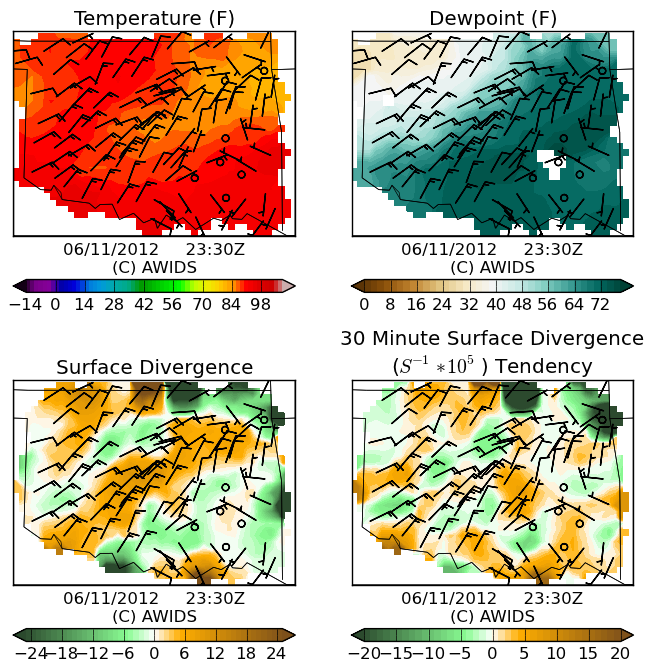 Temperature (F)
Dewpoint (F)
06/11/2012 23:30Z
(C) AWIDS
06/11/2012 23:30Z
(C) AWIDS
−14 0 14 28 42 56 70 84 98
0 8 16 24 32 40 48 56 64 72
Surface Divergence
30 Minute Surface Divergence
(S⁻¹ *10⁵ ) Tendency
06/11/2012 23:30Z
(C) AWIDS
06/11/2012 23:30Z
(C) AWIDS
−24 −18 −12 −6 0 6 12 18 24
−20 −15 −10 −5 0 5 10 15 20